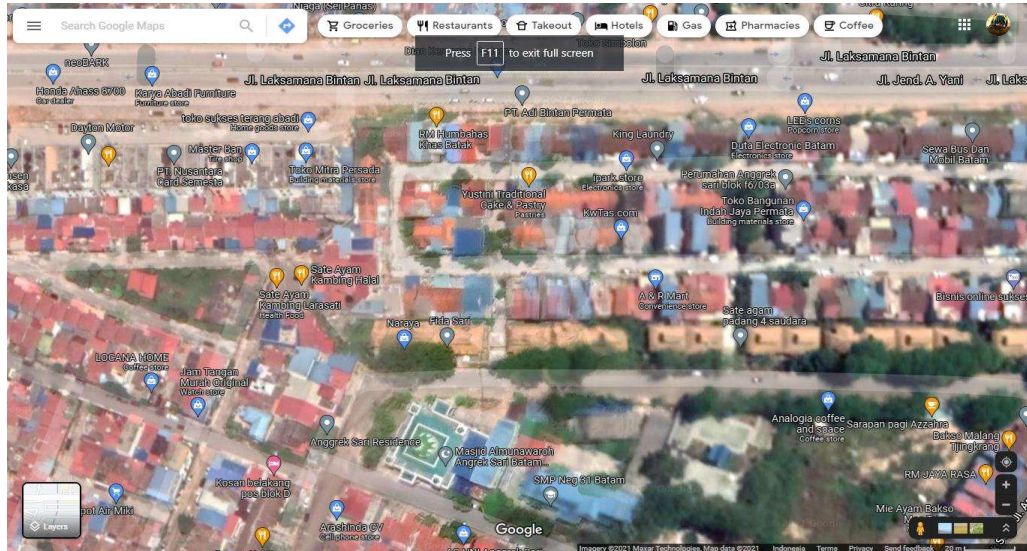 Niaga (Sei Panas)
Search Google Maps
Groceries
Restaurants
Takeout
Hotels
Gas
Pharmacies
Coffee
Press F11 to exit full screen
neoBARK
Jl. Laksamana Bintan
Jl. Laksamana Bintan
Jl. Laksamana Bintan
Jl. Laksamana Bintan
Jl. Jend. A. Yani
Honda Ahass 8700
Car dealer
Karya Abadi Furniture
Furniture store
PT. Adi Bintan Permata
toko sukses terang abadi
Home goods store
LEE's corns
Popcorn store
Dayton Motor
RM Humbahas
Khas Batak
King Laundry
Duta Electronic Batam
Electronics store
Sewa Bus Dan
Mobil Batam
Master Ban
Tire shop
PT. Nusantara
Card Semesta
Toko Mitra Persada
Building materials store
Ipark store
Electronics store
Perumahan Anggrek
sari blok f6703a
Yustini Traditional
Cake & Pastry
Pastries
KwTas com
Toko Bangunan
Indah Jaya Permata
Building materials store
Sate Ayam
Kambing Halal
Sate Ayam
Kambing Larasati
Health Food
A & R Mart
Convenience store
Bisnis online sukses
Sate agam
padang 4 saudara
Naraya
Fida Sari
LOCANA HOME
Coffee store
Jam Tangan
Murah Original
Watch store
Analogia coffee
and space
Coffee store
Sarapan pagi Azzahra
Anggrek Sari Residence
Masjid Almunawaroh
Angrek Sari Batam...
Bakso Malang
Tjingkrang
Kosan belakang
pos blok D
SMP Neg 31 Batam
RM JAYA RASA
Layers
Arashinda CV
Cell phone store
Mie Ayam Bakso
Google
Imagery ©2021 Maxar Technologies, Map data ©2021
Indonesia
Terms
Privacy
Send feedback
20 m